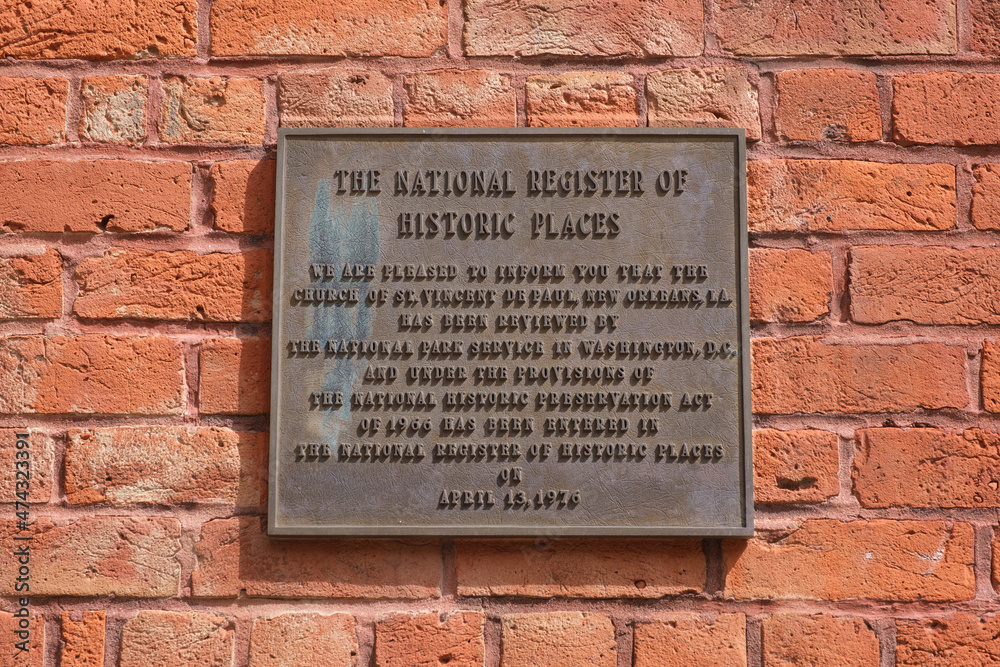 THE NATIONAL REGISTER OF
HISTORIC PLACES
WE ARE PLEASED TO INFORM YOU THAT THE
CHURCH OF ST. VINCENT DE PAUL, NEW ORLEANS, LA.
HAS BEEN REVIEWED BY
THE NATIONAL PARK SERVICE IN WASHINGTON, D.C.
AND UNDER THE PROVISIONS OF
THE NATIONAL HISTORIC PRESERVATION ACT
OF 1966 HAS BEEN ENTERED IN
THE NATIONAL REGISTER OF HISTORIC PLACES
ON
APRIL 13, 1976
Adobe Stock | #474323391